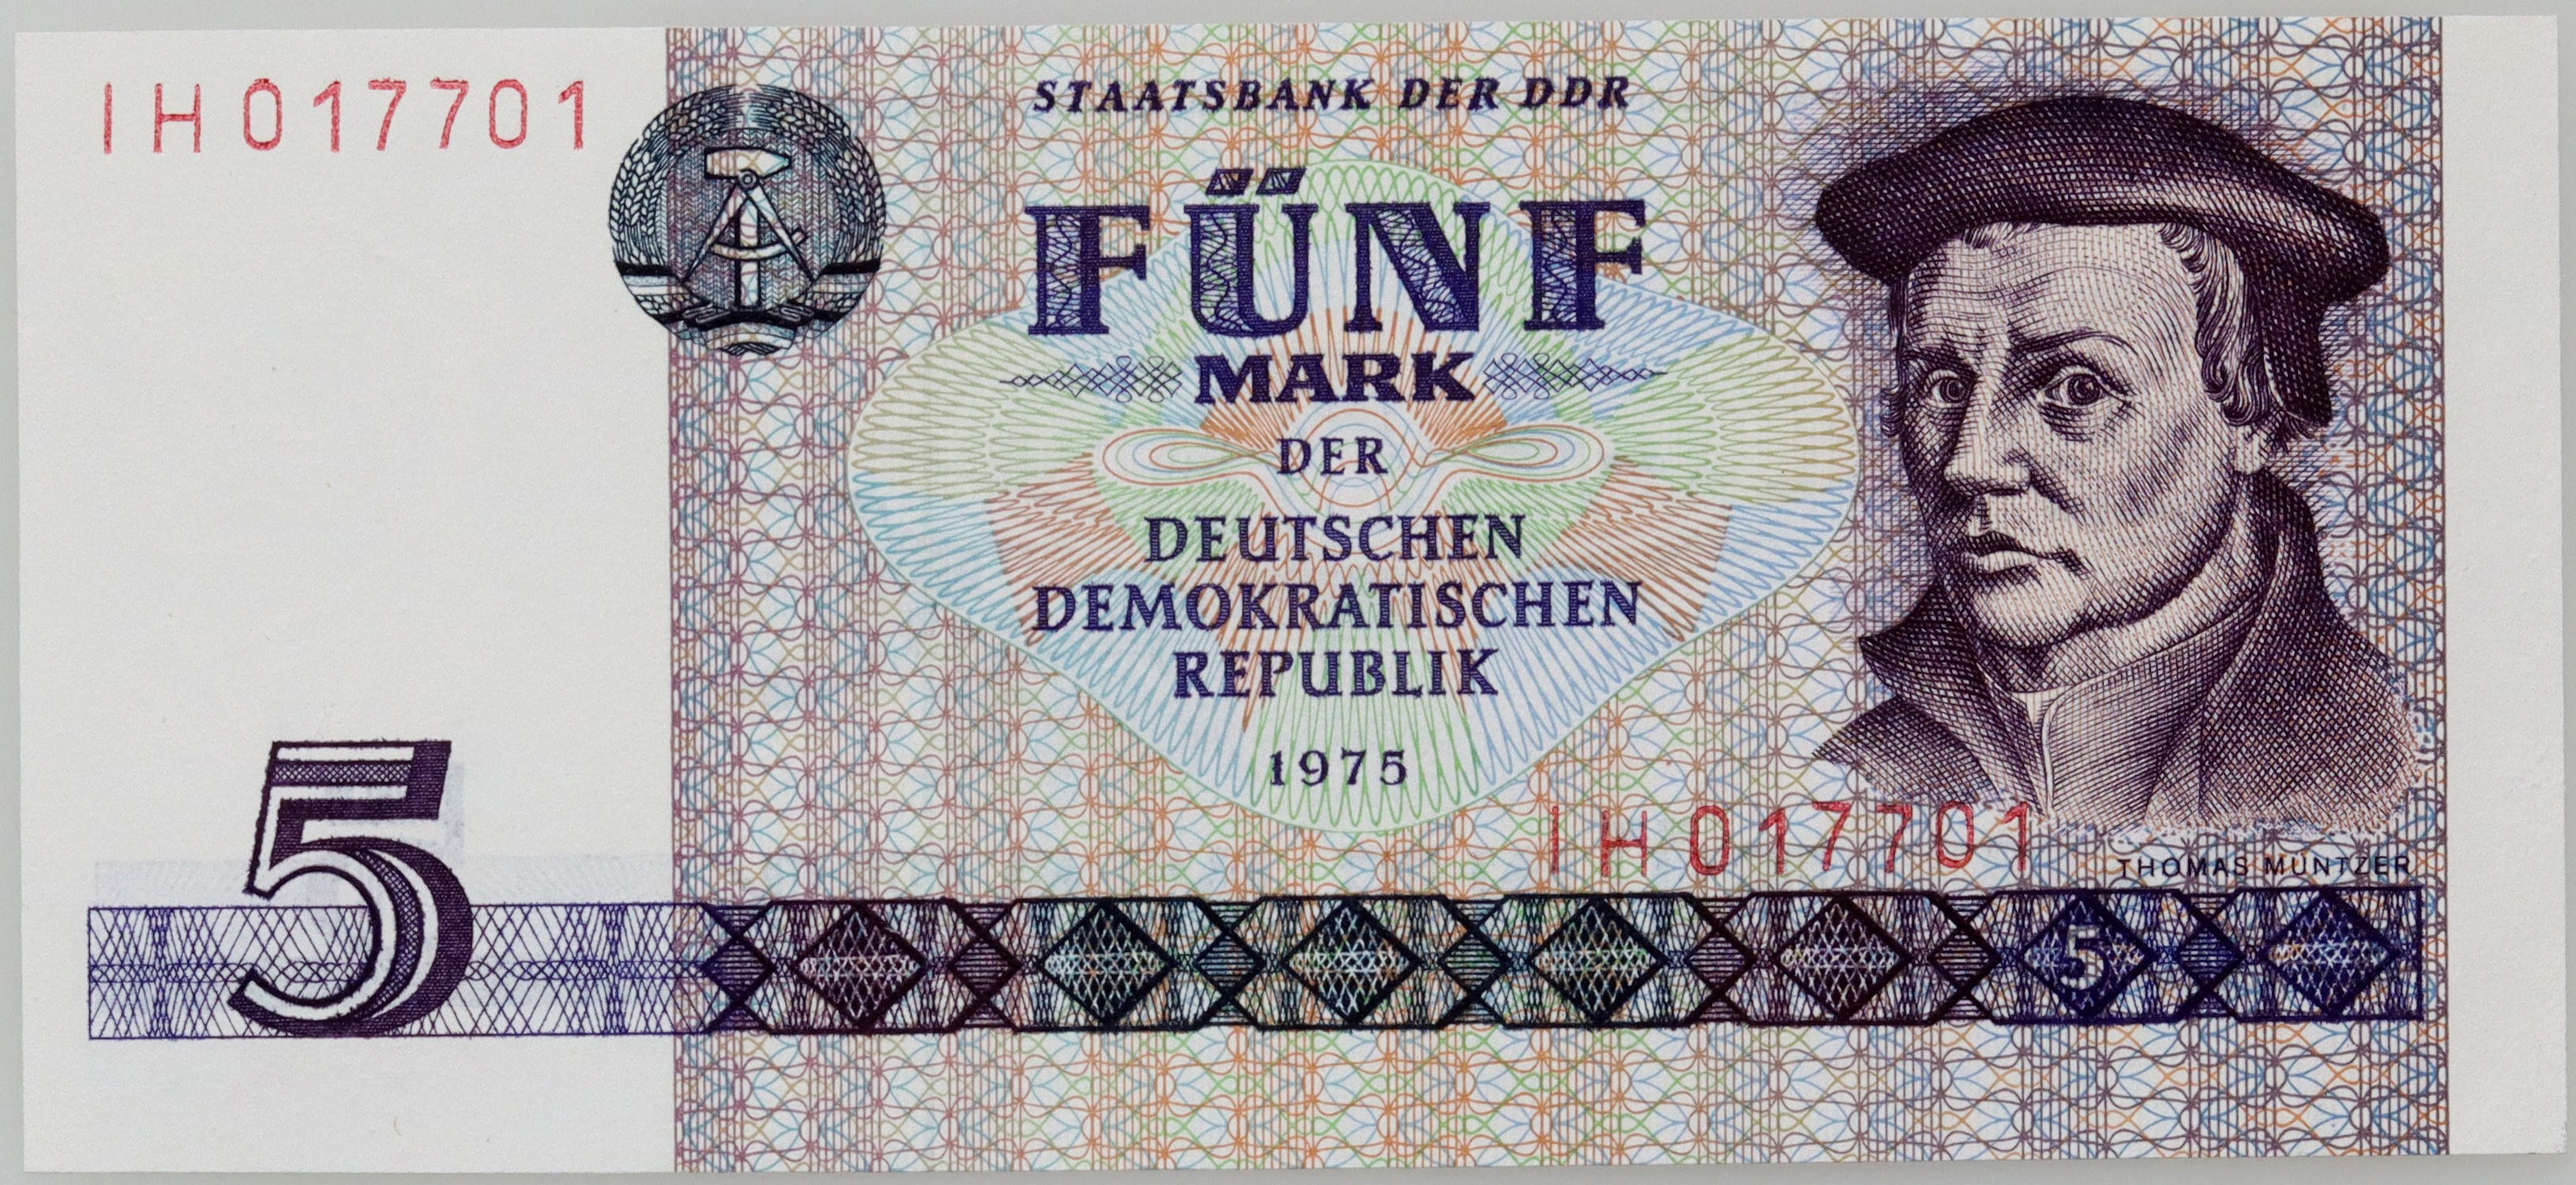 IH017701
STAATSBANK DER DDR
FÜNF
MARK
DER
DEUTSCHEN
DEMOKRATISCHEN
REPUBLIK
1975
IH017701
THOMAS MÜNTZER
5
5